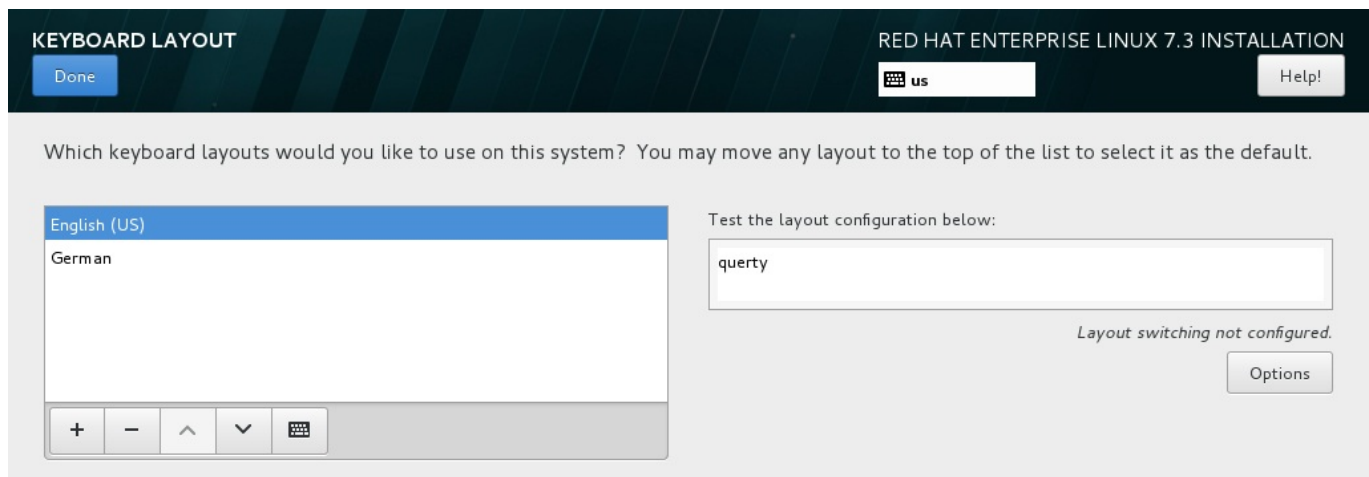 KEYBOARD LAYOUT
RED HAT ENTERPRISE LINUX 7.3 INSTALLATION
Done
us
Help!
Which keyboard layouts would you like to use on this system? You may move any layout to the top of the list to select it as the default.
English (US)
German
Test the layout configuration below:
querty
Layout switching not configured.
Options